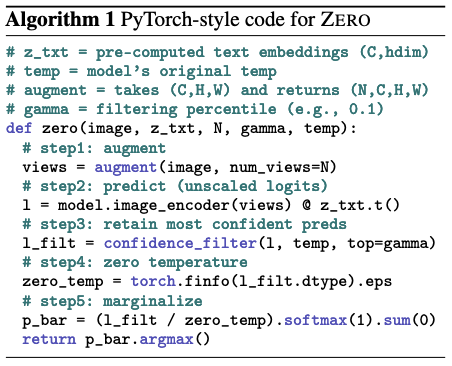 Algorithm 1 PyTorch-style code for ZERO
# z_txt = pre-computed text embeddings (C,hdim)
# temp = model's original temp
# augment = takes (C,H,W) and returns (N,C,H,W)
# gamma = filtering percentile (e.g., 0.1)
def zero(image, z_txt, N, gamma, temp):
  # step1: augment
  views = augment(image, num_views=N)
  # step2: predict (unscaled logits)
  l = model.image_encoder(views) @ z_txt.t()
  # step3: retain most confident preds
  l_filt = confidence_filter(l, temp, top=gamma)
  # step4: zero temperature
  zero_temp = torch.finfo(l_filt.dtype).eps
  # step5: marginalize
  p_bar = (l_filt / zero_temp).softmax(1).sum(0)
  return p_bar.argmax()